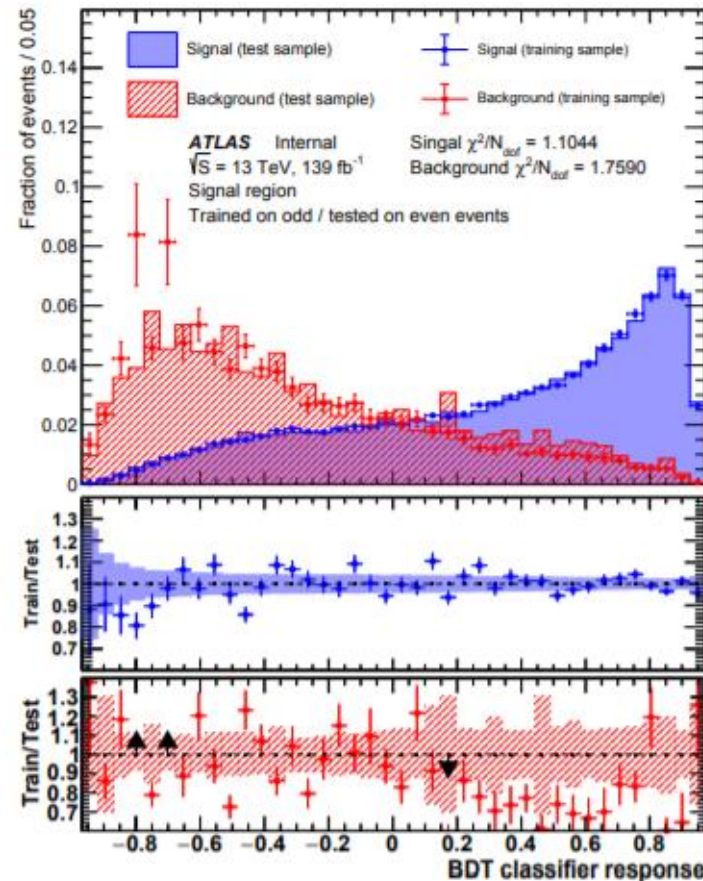 Fraction of events / 0.05
0.14
0.12
0.1
0.08
0.06
0.04
0.02
0
Signal (test sample)
Signal (training sample)
Background (test sample)
Background (training sample)
ATLAS Internal
√S = 13 TeV, 139 fb⁻¹
Signal region
Trained on odd / tested on even events
Singal χ²/N_dof = 1.1044
Background χ²/N_dof = 1.7590
Train/Test
1.3
1.2
1.1
1
0.9
0.8
0.7
Train/Test
1.3
1.2
1.1
1
0.9
0.8
0.7
−0.8 −0.6 −0.4 −0.2 0 0.2 0.4 0.6 0.8
BDT classifier response